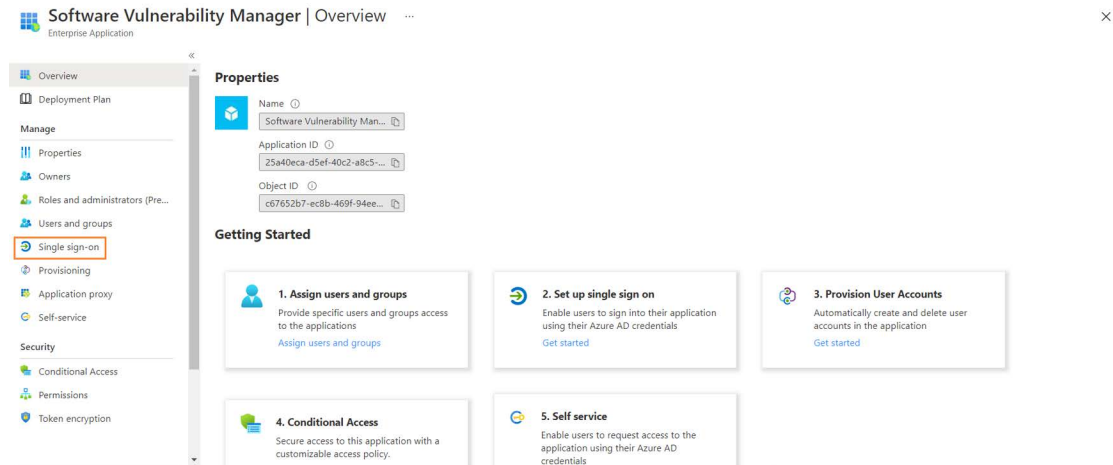 Software Vulnerability Manager | Overview ...
Enterprise Application
«
Overview
Deployment Plan
Manage
Properties
Owners
Roles and administrators (Pre...
Users and groups
Single sign-on
Provisioning
Application proxy
Self-service
Security
Conditional Access
Permissions
Token encryption
Properties
Name
Software Vulnerability Man...
Application ID
25a40eca-d5ef-40c2-a8c5-...
Object ID
c67652b7-ec8b-469f-94ee...
Getting Started
1. Assign users and groups
Provide specific users and groups access
to the applications
Assign users and groups
2. Set up single sign on
Enable users to sign into their application
using their Azure AD credentials
Get started
3. Provision User Accounts
Automatically create and delete user
accounts in the application
Get started
4. Conditional Access
Secure access to this application with a
customizable access policy.
5. Self service
Enable users to request access to the
application using their Azure AD
credentials